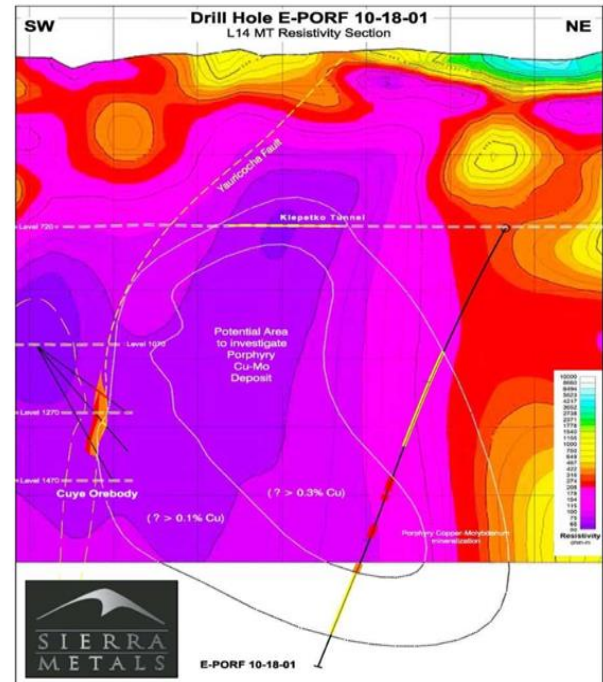 Drill Hole E-PORF 10-18-01
L14 MT Resistivity Section
SW
NE
Yauricocha Fault
Klepetko Tunnel
Level 720
Level 1070
Potential Area
to investigate
Porphyry
Cu-Mo
Deposit
Level 1270
Level 1470
Cuye Orebody
(? > 0.1% Cu)
(? > 0.3% Cu)
Porphyry Copper-Molybdenum
mineralization
10000
Resistivity
ohm-m
SIERRA
METALS
E-PORF 10-18-01